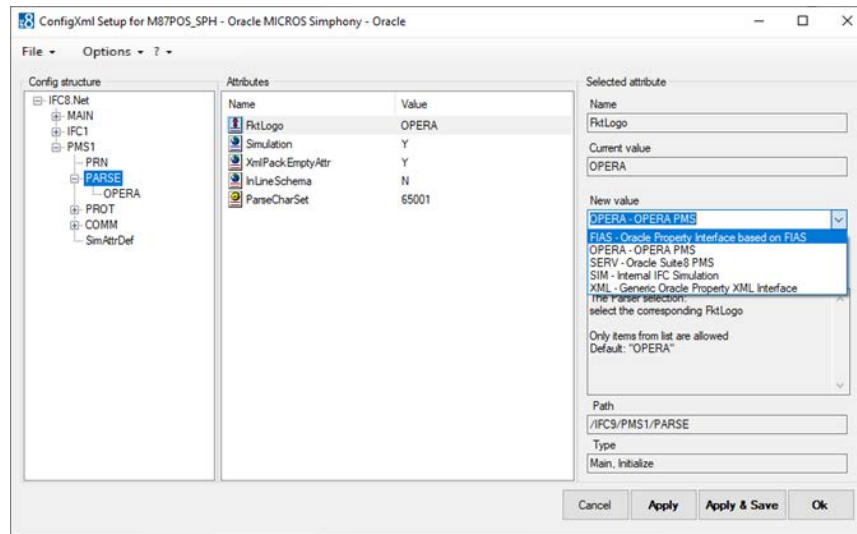 ConfigXml Setup for M87POS_SPH - Oracle MICROS Simphony - Oracle
File Options ?
Config structure
IFC8.Net
MAIN
IFC1
PMS1
PRN
PARSE
OPERA
PROT
COMM
SimAttrDef
Attributes
Name Value
FktLogo OPERA
Simulation Y
XmlPackEmptyAttr Y
InLineSchema N
ParseCharSet 65001
Selected attribute
Name
FktLogo
Current value
OPERA
New value
OPERA - OPERA PMS
FIAS - Oracle Property Interface based on FIAS
OPERA - OPERA PMS
SERV - Oracle Suite8 PMS
SIM - Internal IFC Simulation
XML - Generic Oracle Property XML Interface
The Parser selection:
select the corresponding FktLogo
Only items from list are allowed
Default: "OPERA"
Path
/IFC9/PMS1/PARSE
Type
Main, Initialize
Cancel Apply Apply & Save Ok